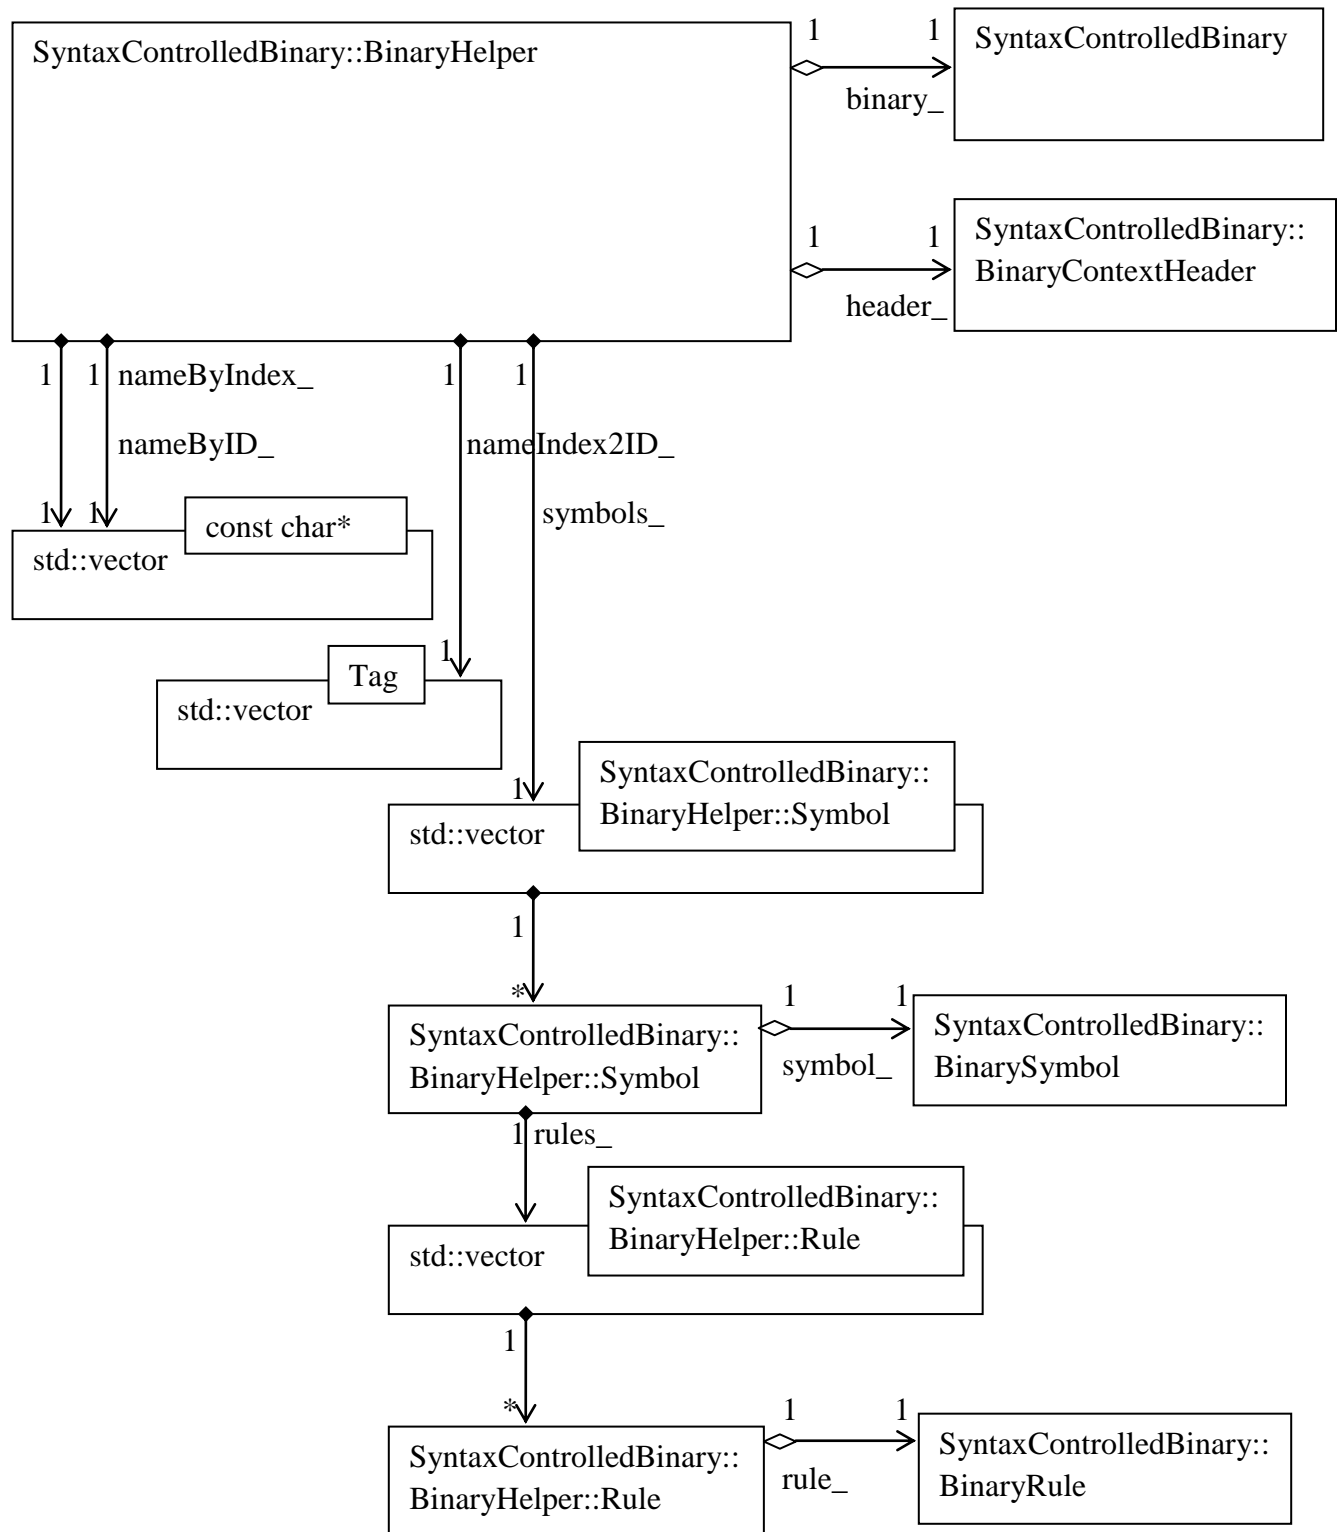 1 1
SyntaxControlledBinary::BinaryHelper
SyntaxControlledBinary
binary_
1 1
SyntaxControlledBinary::
BinaryContextHeader
header_
1 1 nameByIndex_ 1 1
nameByID_
nameIndex2ID_
1 1
symbols_
const char*
std::vector
1
Tag
std::vector
1
SyntaxControlledBinary::
BinaryHelper::Symbol
std::vector
1
*
1 1
SyntaxControlledBinary::
BinaryHelper::Symbol
symbol_
SyntaxControlledBinary::
BinarySymbol
1 rules_
SyntaxControlledBinary::
BinaryHelper::Rule
std::vector
1
*
1 1
SyntaxControlledBinary::
BinaryHelper::Rule
rule_
SyntaxControlledBinary::
BinaryRule